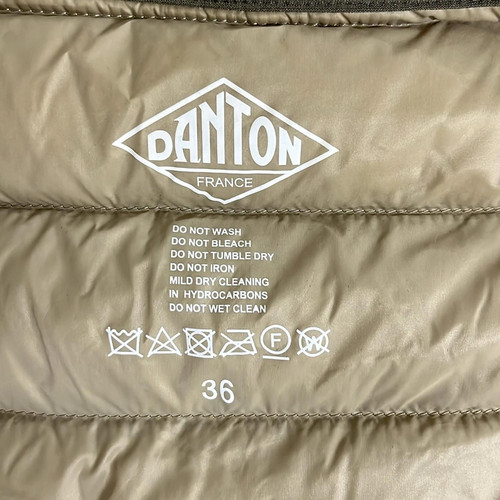 DANTON
FRANCE
DO NOT WASH
DO NOT BLEACH
DO NOT TUMBLE DRY
DO NOT IRON
MILD DRY CLEANING
IN HYDROCARBONS
DO NOT WET CLEAN
F W
36